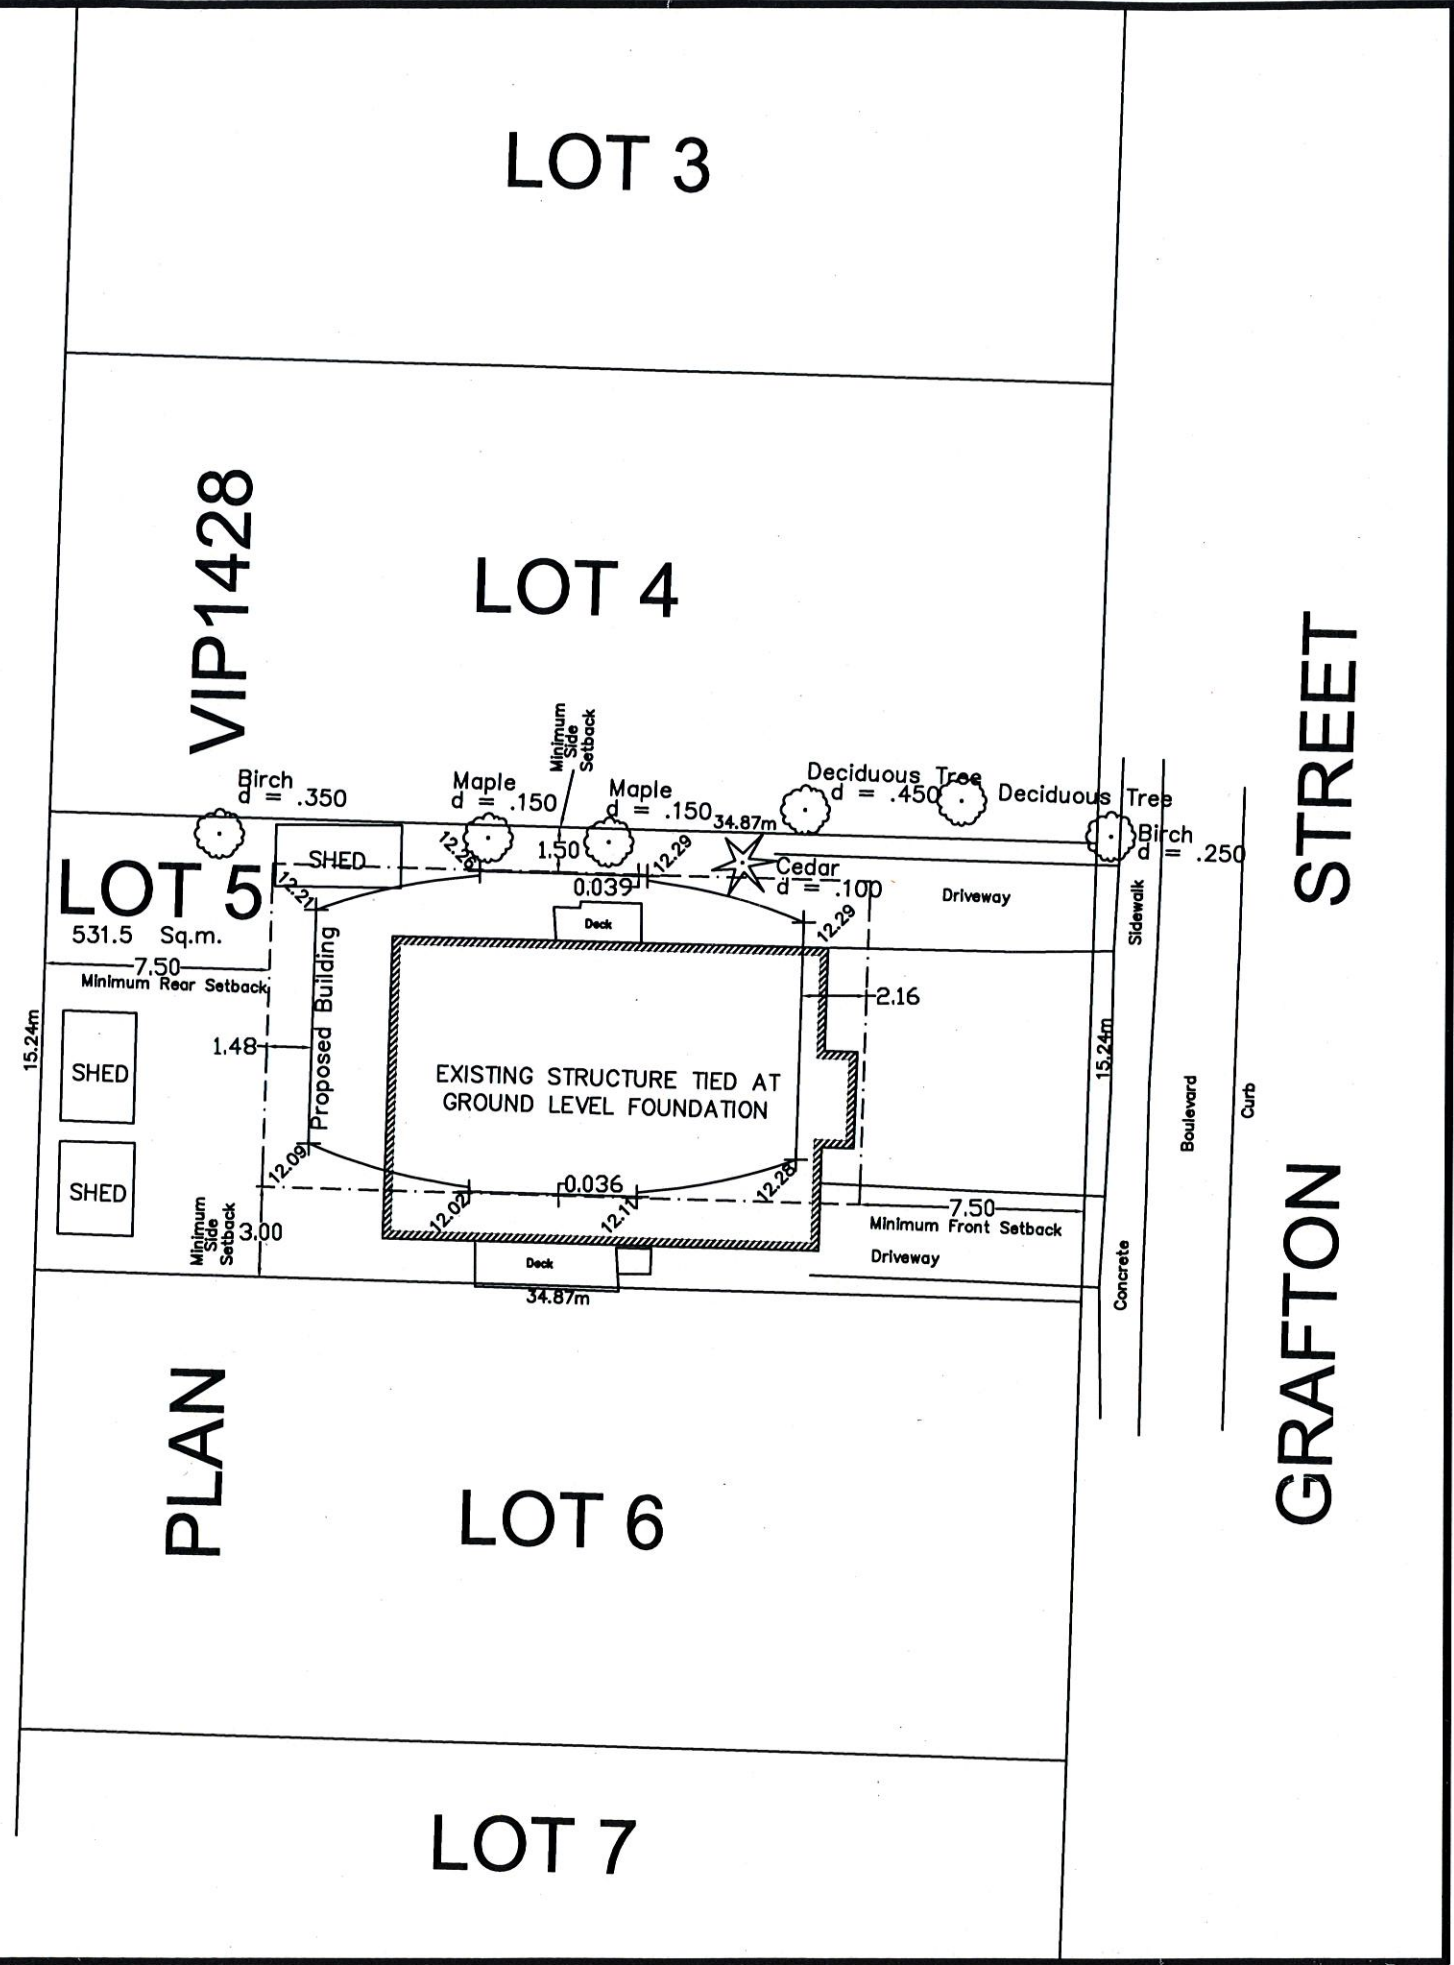 LOT 3
VIP1428
LOT 4
STREET
Minimum
Side
Setback
Birch
d = .350
Maple
d = .150
Maple
d = .150
34.87m
Deciduous Tree
d = .450
Deciduous Tree
Birch
d = .250
SHED
12.26
1.50
12.29
0.039
Cedar
d = .100
Driveway
Sidewalk
LOT 5
531.5 Sq.m.
12.21
12.29
Deck
7.50
Minimum Rear Setback
Proposed Building
2.16
1.48
15.24m
15.24m
SHED
EXISTING STRUCTURE TIED AT
GROUND LEVEL FOUNDATION
Boulevard
Curb
SHED
12.09
0.036
12.28
12.02
12.11
7.50
Minimum Front Setback
Minimum
Side
Setback
3.00
Driveway
Concrete
Deck
34.87m
GRAFTON
PLAN
LOT 6
LOT 7